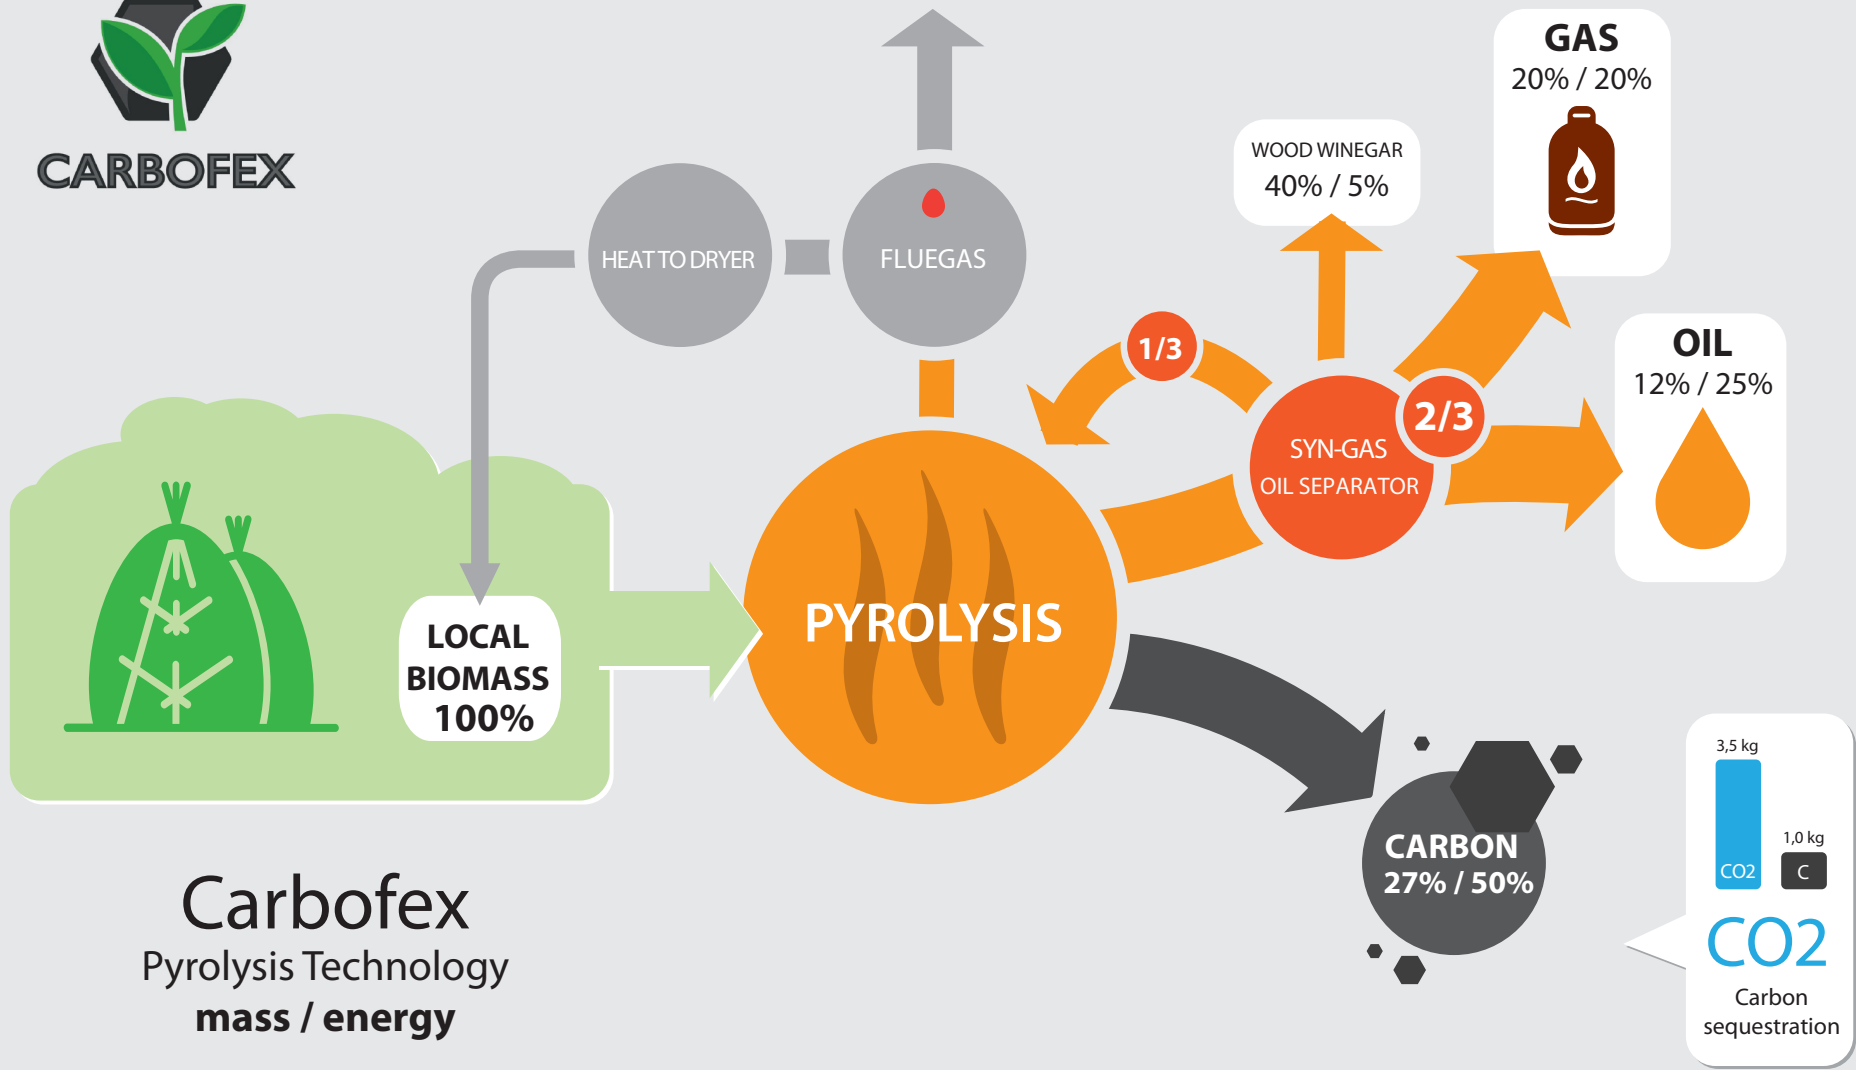 CARBOFEX
HEAT TO DRYER
FLUEGAS
WOOD WINEGAR
40% / 5%
GAS
20% / 20%
1/3
2/3
SYN-GAS
OIL SEPARATOR
OIL
12% / 25%
LOCAL
BIOMASS
100%
PYROLYSIS
CARBON
27% / 50%
3,5 kg
CO2
1,0 kg
C
CO2
Carbon
sequestration
Carbofex
Pyrolysis Technology
mass / energy